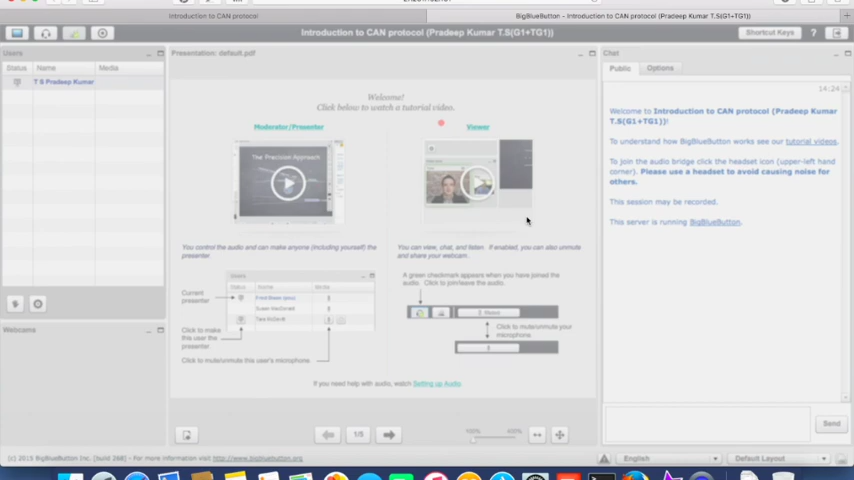 Introduction to CAN protocol
BigBlueButton - Introduction to CAN protocol (Pradeep Kumar T.S(G1+TG1))
Introduction to CAN protocol (Pradeep Kumar T.S(G1+TG1))
Shortcut Keys
?
Users
Status
Name
Media
T S Pradeep Kumar
Webcams
Presentation: default.pdf
Welcome!
Click below to watch a tutorial video.
Moderator/Presenter
Viewer
The Precision Approach
You control the audio and can make anyone (including yourself) the
presenter.
You can view, chat, and listen. If enabled, you can also unmute
and share your webcam.
A green checkmark appears when you have joined the
audio. Click to join/leave the audio.
Users
Status
Name
Media
Current
presenter
Click to make
this user the
presenter.
Click to mute/unmute this user's microphone.
Click to mute/unmute your
microphone.
If you need help with audio, watch Setting up Audio.
1/5
100%
400%
Chat
Public
Options
14:24
Welcome to Introduction to CAN protocol (Pradeep Kumar
T.S(G1+TG1))!
To understand how BigBlueButton works see our tutorial videos.
To join the audio bridge click the headset icon (upper-left hand
corner). Please use a headset to avoid causing noise for
others.
This session may be recorded.
This server is running BigBlueButton.
Send
(c) 2015 BigBlueButton Inc. [build 268] - For more information visit http://www.bigbluebutton.org
English
Default Layout